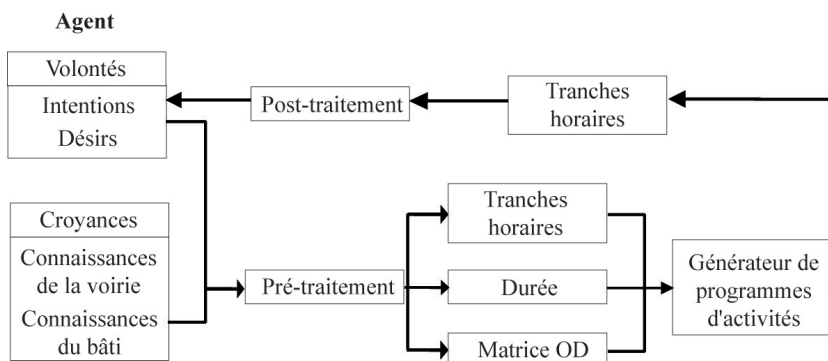 Agent
Volontés
Intentions
Désirs
Post-traitement
Tranches
horaires
Croyances
Connaissances
de la voirie
Connaissances
du bâti
Pré-traitement
Tranches
horaires
Durée
Matrice OD
Générateur de
programmes
d'activités